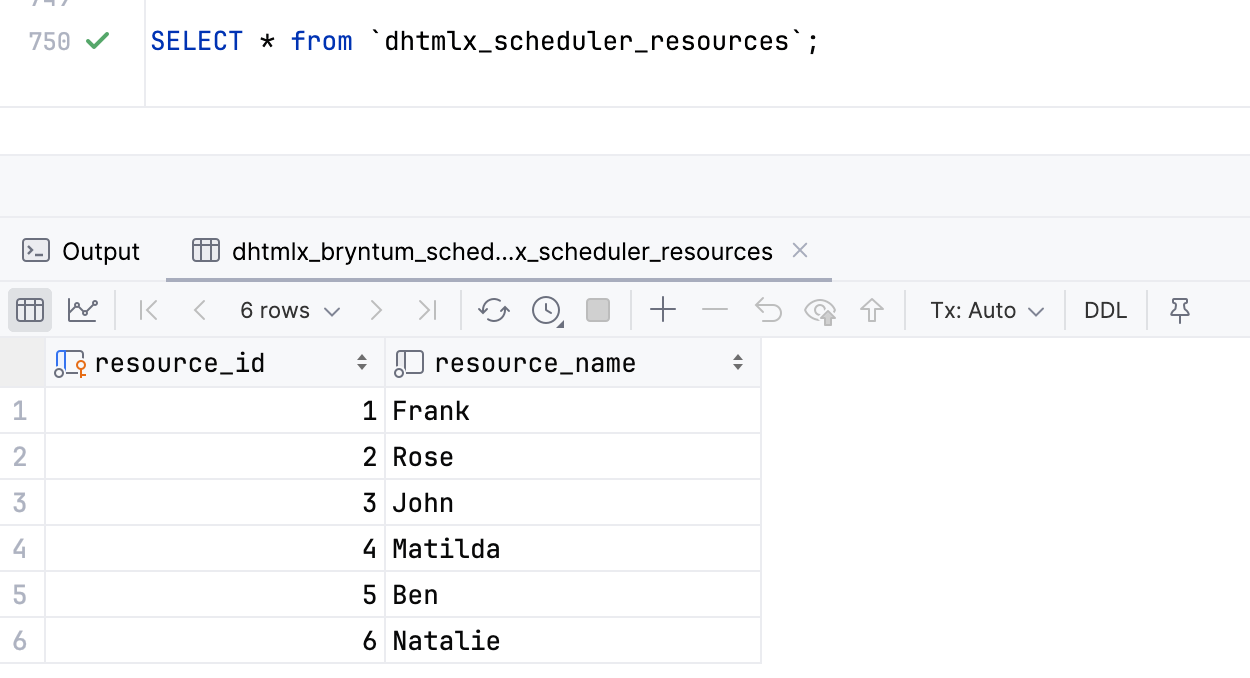 750 SELECT * from `dhtmlx_scheduler_resources`;
Output dhtmlx_bryntum_sched...x_scheduler_resources
6 rows Tx: Auto DDL
resource_id resource_name
1 1 Frank
2 2 Rose
3 3 John
4 4 Matilda
5 5 Ben
6 6 Natalie